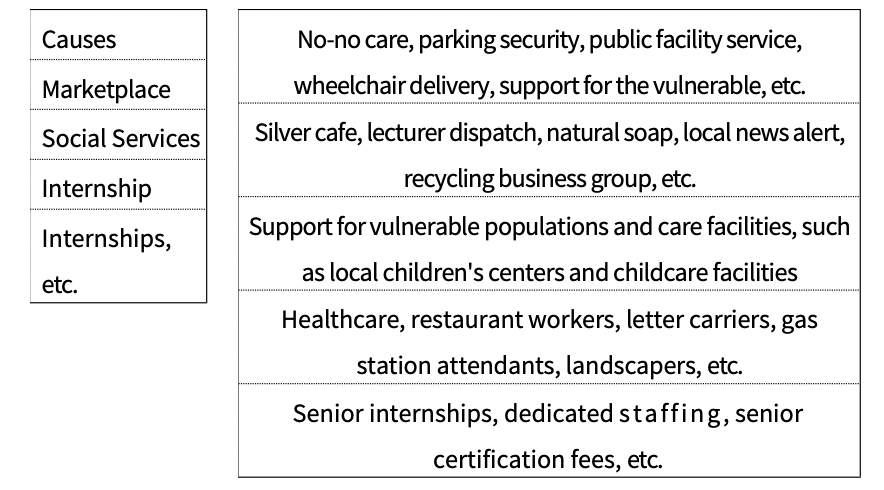 Causes
Marketplace
Social Services
Internship
Internships,
etc.
No-no care, parking security, public facility service,
wheelchair delivery, support for the vulnerable, etc.
Silver cafe, lecturer dispatch, natural soap, local news alert,
recycling business group, etc.
Support for vulnerable populations and care facilities, such
as local children's centers and childcare facilities
Healthcare, restaurant workers, letter carriers, gas
station attendants, landscapers, etc.
Senior internships, dedicated staffing, senior
certification fees, etc.